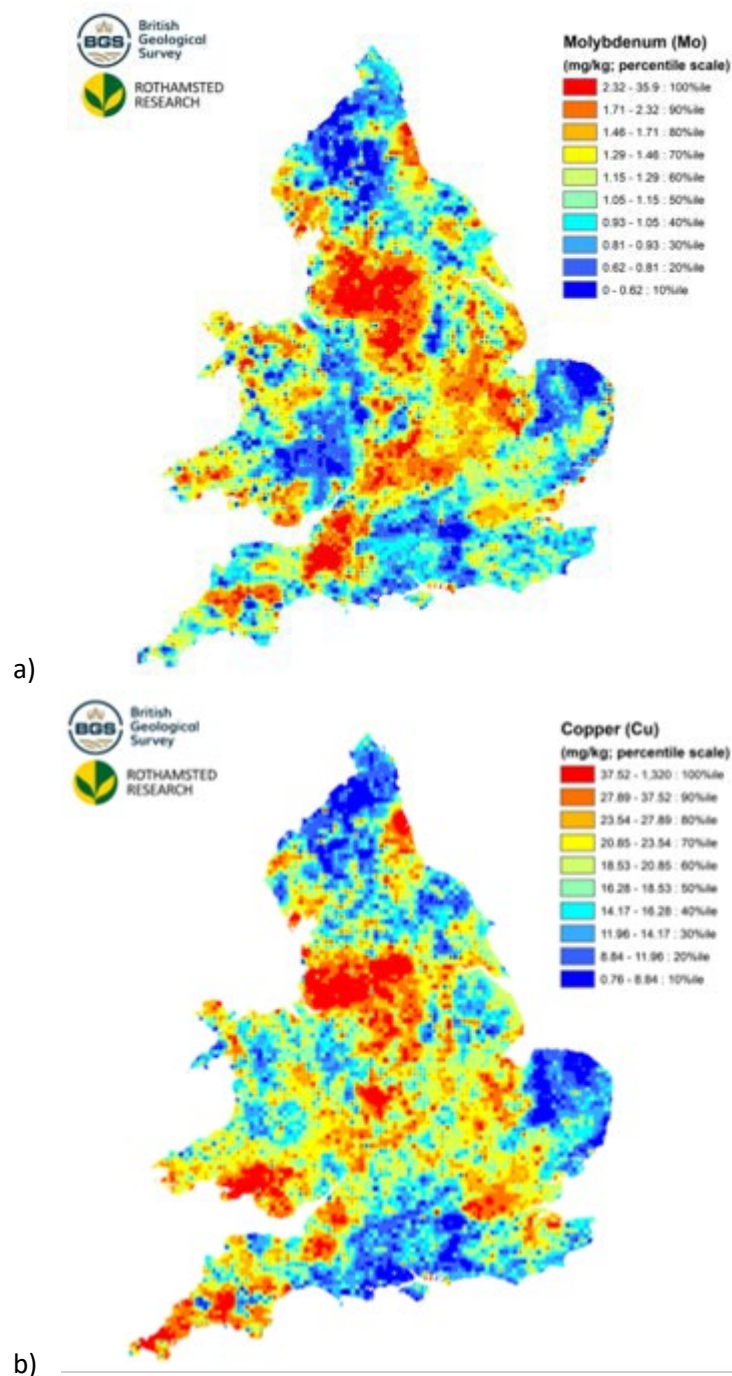 BGS
British
Geological
Survey
ROTHAMSTED
RESEARCH
Molybdenum (Mo)
(mg/kg; percentile scale)
2.32 - 35.9 : 100%ile
1.71 - 2.32 : 90%ile
1.46 - 1.71 : 80%ile
1.29 - 1.46 : 70%ile
1.15 - 1.29 : 60%ile
1.05 - 1.15 : 50%ile
0.93 - 1.05 : 40%ile
0.81 - 0.93 : 30%ile
0.62 - 0.81 : 20%ile
0 - 0.62 : 10%ile
a)
BGS
British
Geological
Survey
ROTHAMSTED
RESEARCH
Copper (Cu)
(mg/kg; percentile scale)
37.52 - 1,320 : 100%ile
27.89 - 37.52 : 90%ile
23.54 - 27.89 : 80%ile
20.85 - 23.54 : 70%ile
18.53 - 20.85 : 60%ile
16.28 - 18.53 : 50%ile
14.17 - 16.28 : 40%ile
11.96 - 14.17 : 30%ile
8.84 - 11.96 : 20%ile
0.76 - 8.84 : 10%ile
b)